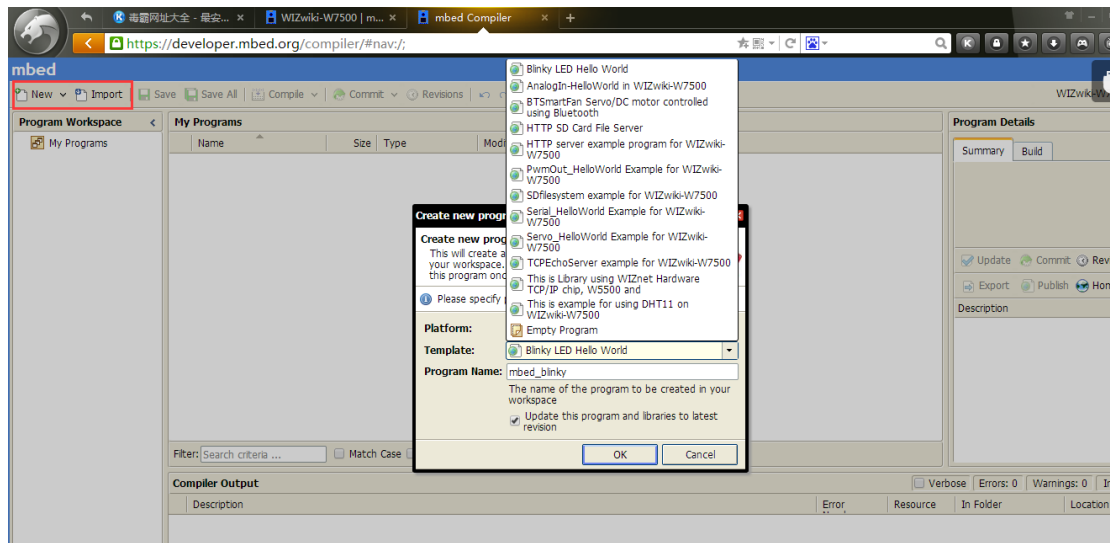 毒霸网址大全 - 最安...
WIZwiki-W7500 | m...
mbed Compiler
https://developer.mbed.org/compiler/#nav:/;
mbed
New
Import
Save
Save All
Compile
Commit
Revisions
Program Workspace
My Programs
My Programs
Name
Size
Type
Filter:
Search criteria ...
Match Case
Blinky LED Hello World
AnalogIn-HelloWorld in WIZwiki-W7500
BTSmartFan Servo/DC motor controlled
using Bluetooth
HTTP SD Card File Server
HTTP server example program for WIZwiki-
W7500
PwmOut_HelloWorld Example for WIZwiki-
W7500
SDfilesystem example for WIZwiki-W7500
Serial_HelloWorld Example for WIZwiki-
W7500
Servo_HelloWorld Example for WIZwiki-
W7500
TCPEchoServer example for WIZwiki-W7500
This is Library using WIZnet Hardware
TCP/IP chip, W5500 and
This is example for using DHT11 on
WIZwiki-W7500
Empty Program
Create new
Create new
This will create a
your workspace.
Please specify
Platform:
Template:
Blinky LED Hello World
Program Name:
mbed_blinky
The name of the program to be created in your
workspace
Update this program and libraries to latest
revision
OK
Cancel
Program Details
Summary
Build
Update
Commit
Export
Publish
Description
Compiler Output
Verbose
Errors: 0
Warnings: 0
Description
Error
Resource
In Folder
Location